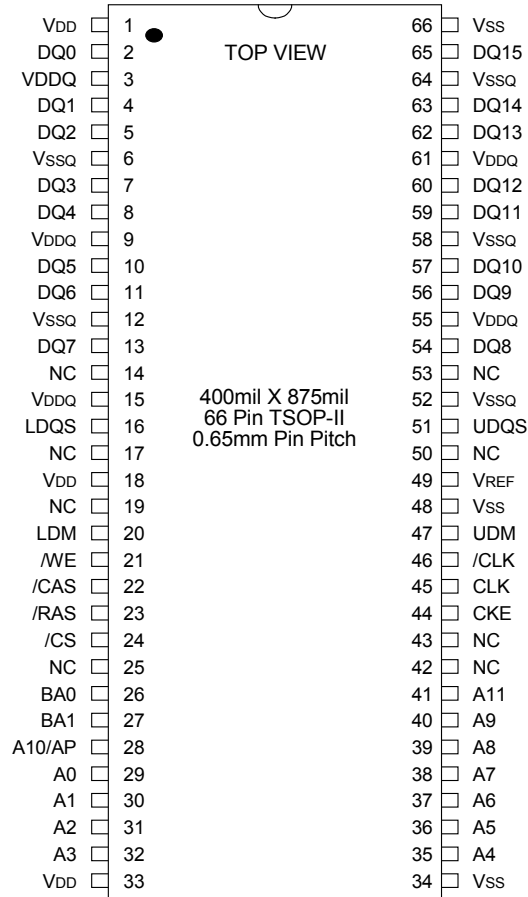 VDD 1 66 VSS
DQ0 2 TOP VIEW 65 DQ15
VDDQ 3 64 VSSQ
DQ1 4 63 DQ14
DQ2 5 62 DQ13
VSSQ 6 61 VDDQ
DQ3 7 60 DQ12
DQ4 8 59 DQ11
VDDQ 9 58 VSSQ
DQ5 10 57 DQ10
DQ6 11 56 DQ9
VSSQ 12 55 VDDQ
DQ7 13 54 DQ8
NC 14 53 NC
VDDQ 15 400mil X 875mil 52 VSSQ
LDQS 16 66 Pin TSOP-II 51 UDQS
NC 17 0.65mm Pin Pitch 50 NC
VDD 18 49 VREF
NC 19 48 VSS
LDM 20 47 UDM
/WE 21 46 /CLK
/CAS 22 45 CLK
/RAS 23 44 CKE
/CS 24 43 NC
NC 25 42 NC
BA0 26 41 A11
BA1 27 40 A9
A10/AP 28 39 A8
A0 29 38 A7
A1 30 37 A6
A2 31 36 A5
A3 32 35 A4
VDD 33 34 VSS